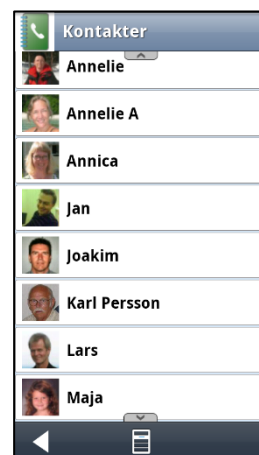 Kontakter
Annelie
Annelie A
Annica
Jan
Joakim
Karl Persson
Lars
Maja